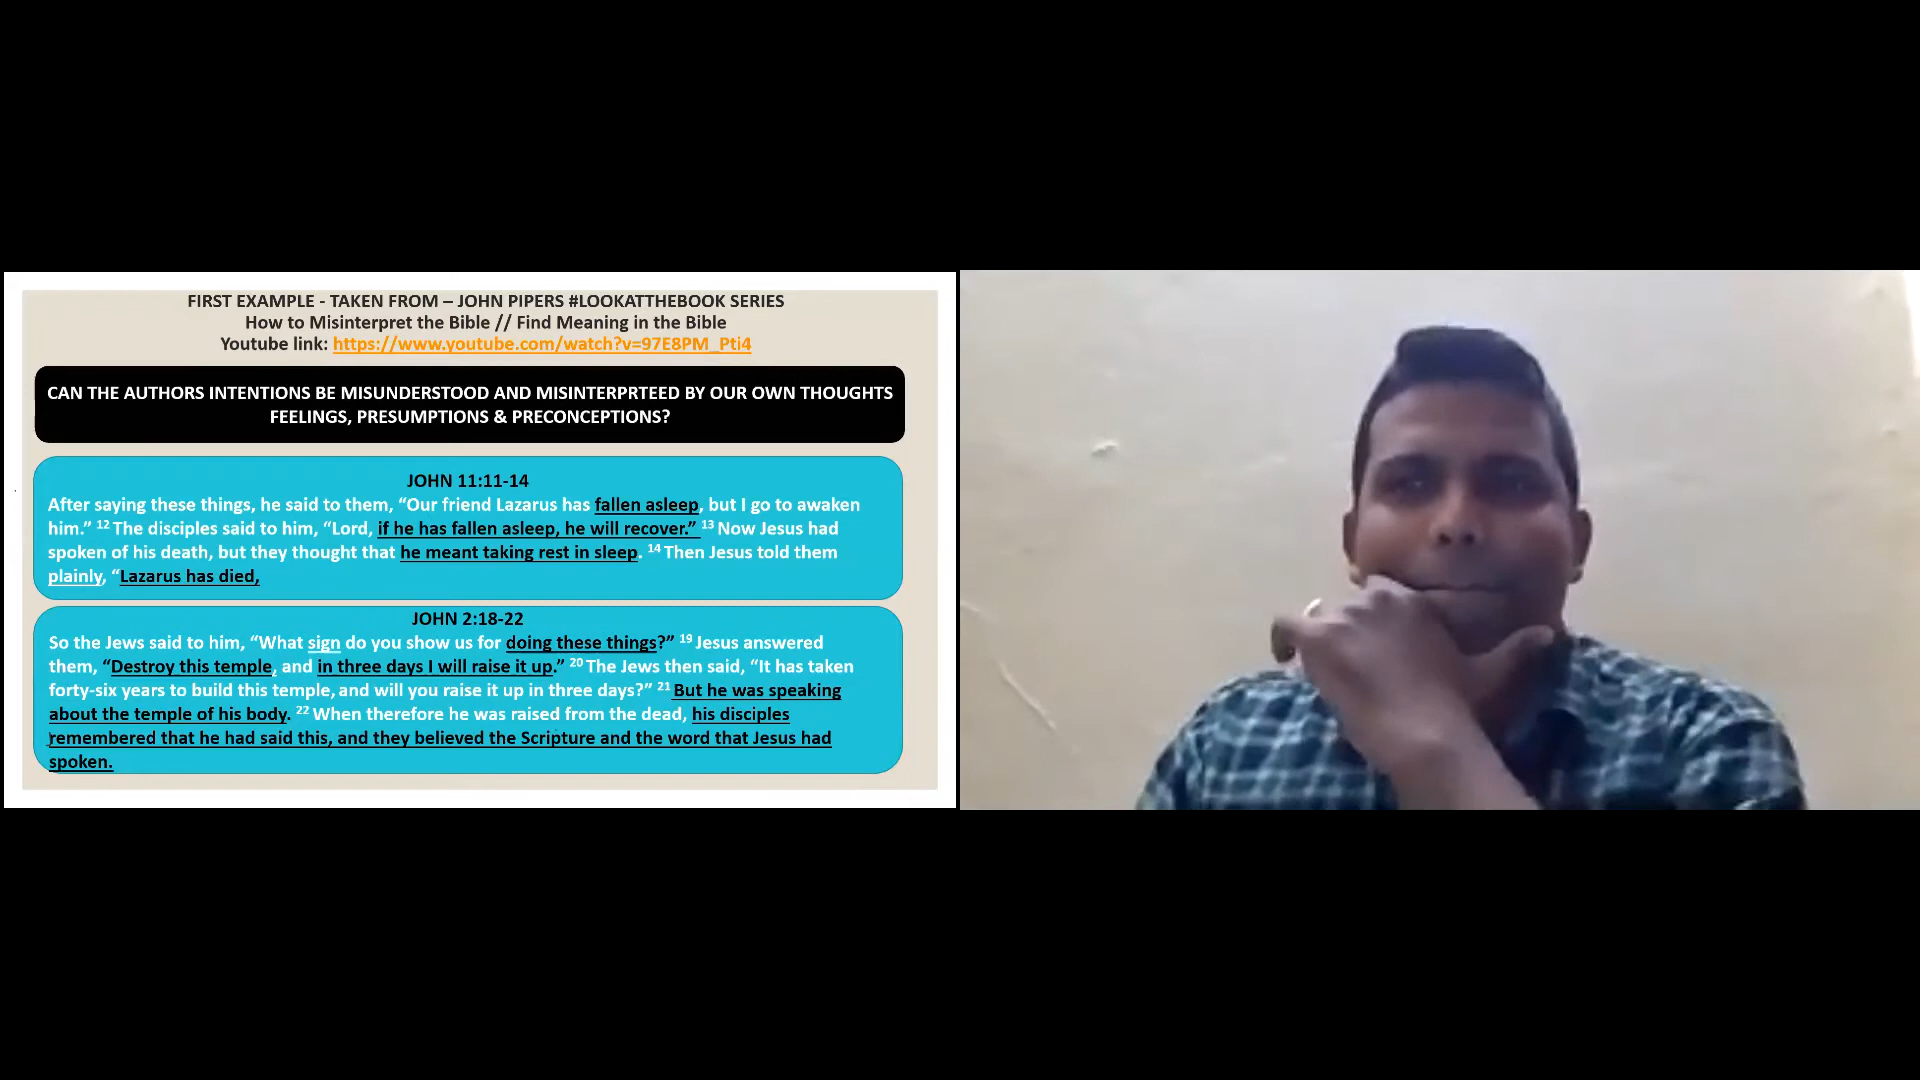 FIRST EXAMPLE - TAKEN FROM – JOHN PIPERS #LOOKATTHEBOOK SERIES
How to Misinterpret the Bible // Find Meaning in the Bible
Youtube link: https://www.youtube.com/watch?v=97E8PM_Pti4
CAN THE AUTHORS INTENTIONS BE MISUNDERSTOOD AND MISINTERPRTEED BY OUR OWN THOUGHTS
FEELINGS, PRESUMPTIONS & PRECONCEPTIONS?
JOHN 11:11-14
After saying these things, he said to them, “Our friend Lazarus has fallen asleep, but I go to awaken
him.” 12 The disciples said to him, “Lord, if he has fallen asleep, he will recover.” 13 Now Jesus had
spoken of his death, but they thought that he meant taking rest in sleep. 14 Then Jesus told them
plainly, “Lazarus has died,
JOHN 2:18-22
So the Jews said to him, “What sign do you show us for doing these things?” 19 Jesus answered
them, “Destroy this temple, and in three days I will raise it up.” 20 The Jews then said, “It has taken
forty-six years to build this temple, and will you raise it up in three days?” 21 But he was speaking
about the temple of his body. 22 When therefore he was raised from the dead, his disciples
remembered that he had said this, and they believed the Scripture and the word that Jesus had
spoken.